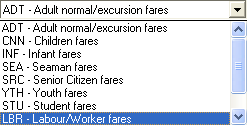 ADT - Adult normal/excursion fares
ADT - Adult normal/excursion fares
CNN - Children fares
INF - Infant fares
SEA - Seaman fares
SRC - Senior Citizen fares
YTH - Youth fares
STU - Student fares
LBR - Labour/Worker fares